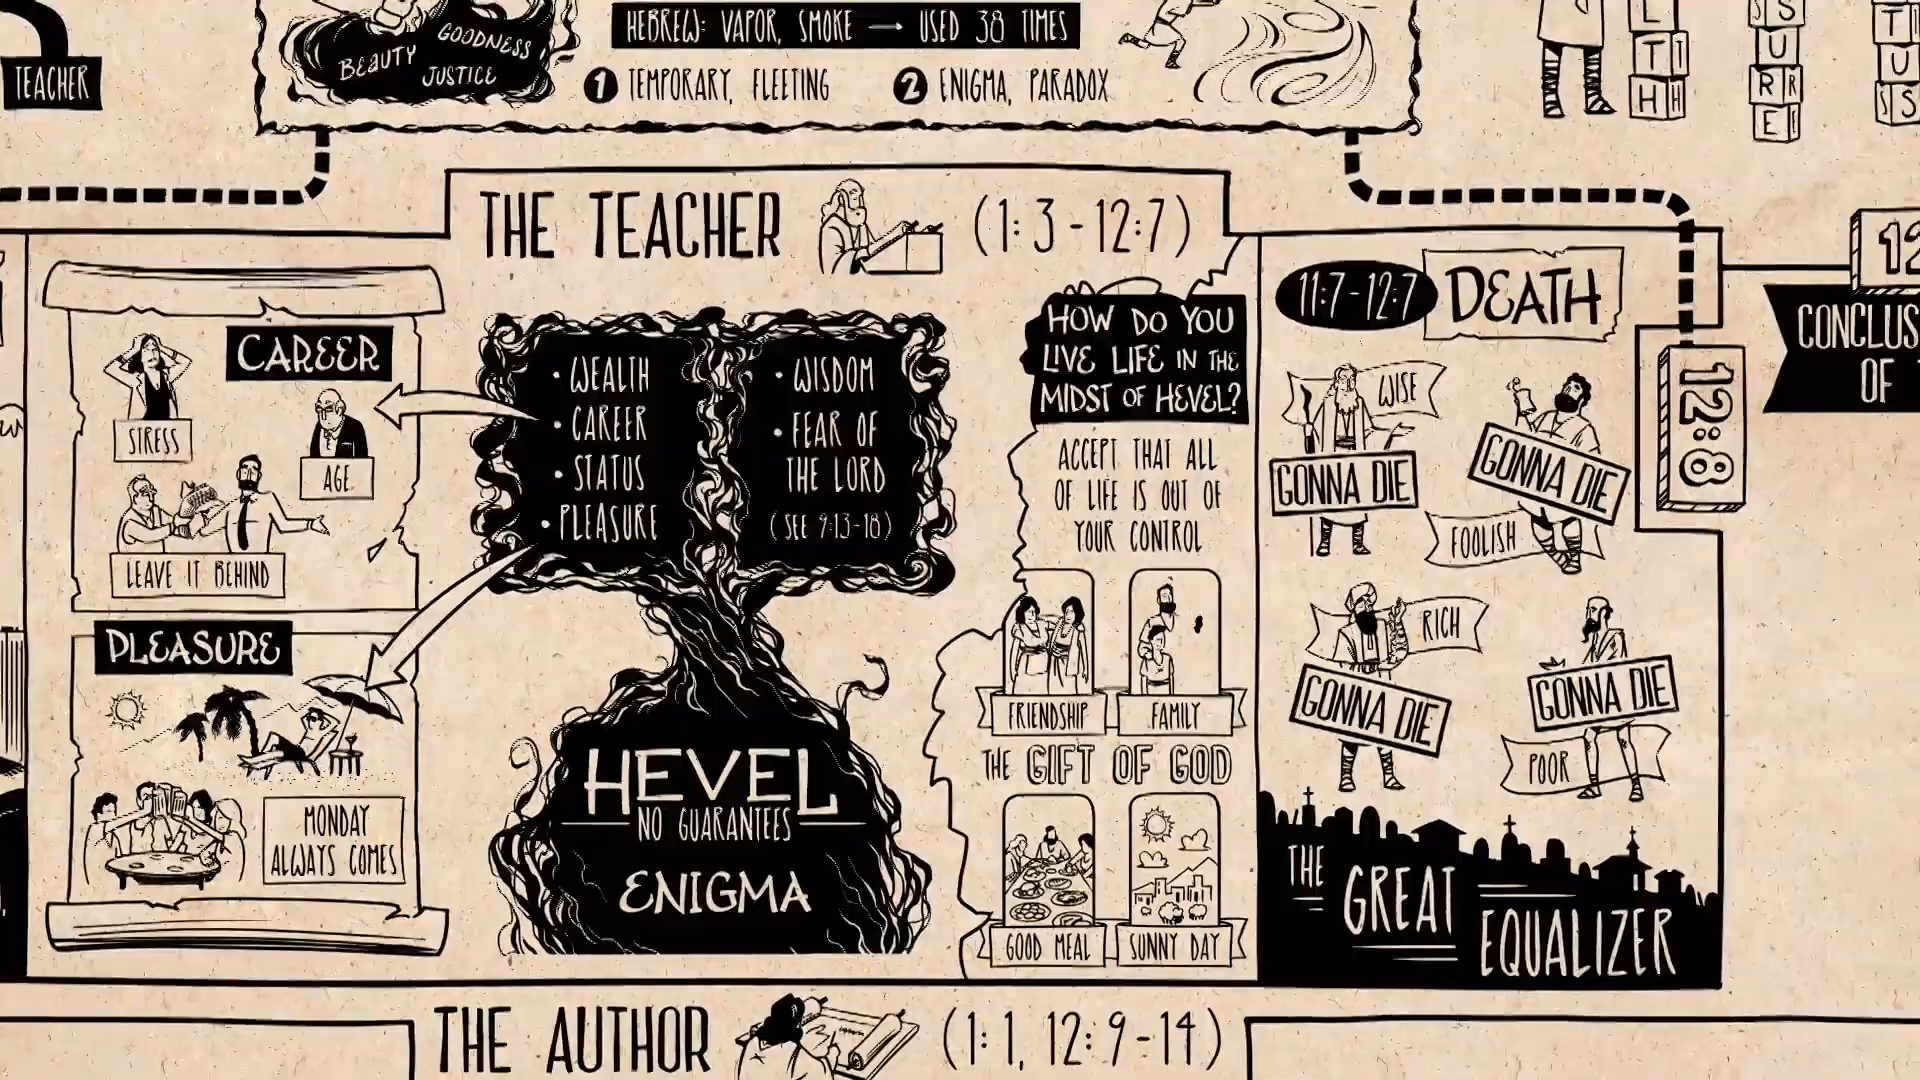 TEACHER
BEAUTY
GOODNESS
JUSTICE
HEBREW: VAPOR, SMOKE → USED 38 TIMES
1 TEMPORARY, FLEETING
2 ENIGMA, PARADOX
L T H
S U R E
T U S
THE TEACHER (1:3-12:7)
CAREER
STRESS
AGE
LEAVE IT BEHIND
PLEASURE
MONDAY
ALWAYS COMES
• WEALTH
• CAREER
• STATUS
• PLEASURE
• WISDOM
• FEAR OF
THE LORD
(SEE 9:13-18)
HEVEL
NO GUARANTEES
ENIGMA
HOW DO YOU
LIVE LIFE IN THE
MIDST OF HEVEL?
ACCEPT THAT ALL
OF LIFE IS OUT OF
YOUR CONTROL
FRIENDSHIP
FAMILY
THE GIFT OF GOD
GOOD MEAL
SUNNY DAY
11:7-12:7 DEATH
WISE
GONNA DIE
GONNA DIE
FOOLISH
RICH
GONNA DIE
GONNA DIE
POOR
THE
GREAT
EQUALIZER
12:8
12
CONCLUS
OF
THE AUTHOR (1:1, 12:9-14)